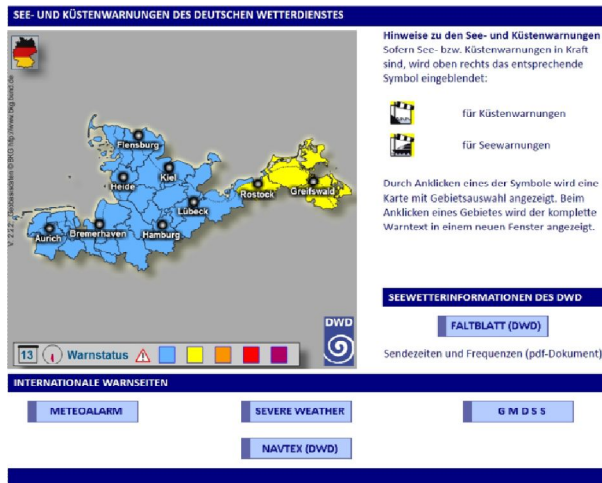 SEE- UND KÜSTENWARNUNGEN DES DEUTSCHEN WETTERDIENSTES
Flensburg
Heide
Kiel
Lübeck
Rostock
Greifswald
Aurich
Bremerhaven
Hamburg
DWD
13 Warnstatus
Hinweise zu den See- und Küstenwarnungen
Sofern See- bzw. Küstenwarnungen in Kraft
sind, wird oben rechts das entsprechende
Symbol eingeblendet:
für Küstenwarnungen
für Seewarnungen
Durch Anklicken eines der Symbole wird eine
Karte mit Gebietsauswahl angezeigt. Beim
Anklicken eines Gebietes wird der komplette
Warntext in einem neuen Fenster angezeigt.
SEEWETTERINFORMATIONEN DES DWD
FALTBLATT (DWD)
Sendezeiten und Frequenzen (pdf-Dokument)
INTERNATIONALE WARNSEITEN
METEOALARM
SEVERE WEATHER
G M D S S
NAVTEX (DWD)